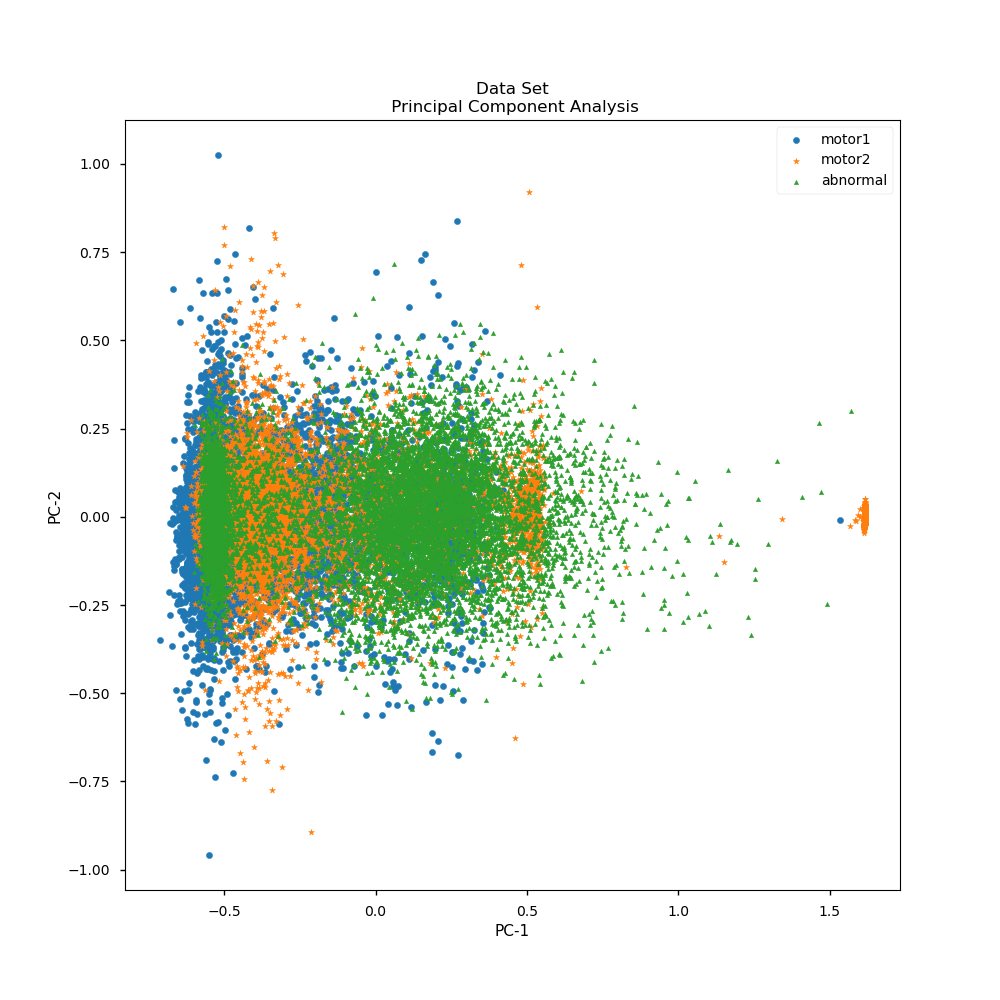 Data Set
Principal Component Analysis
motor1
motor2
abnormal
1.00
0.75
0.50
0.25
0.00
−0.25
−0.50
−0.75
−1.00
PC-2
−0.5
0.0
0.5
1.0
1.5
PC-1